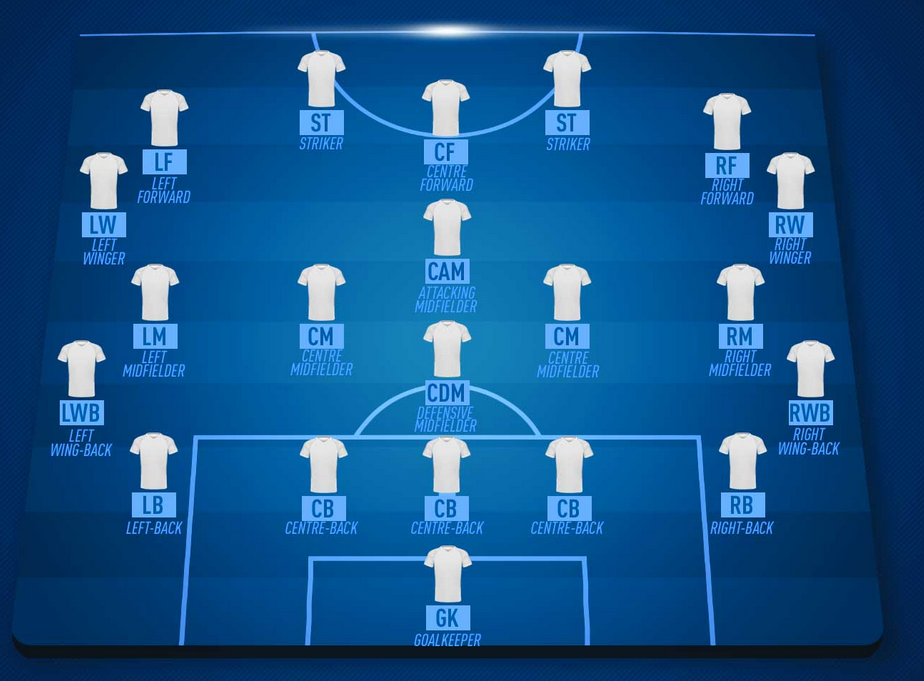 ST
STRIKER
ST
STRIKER
CF
CENTRE
FORWARD
LF
LEFT
FORWARD
RF
RIGHT
FORWARD
LW
LEFT
WINGER
RW
RIGHT
WINGER
CAM
ATTACKING
MIDFIELDER
LM
LEFT
MIDFIELDER
CM
CENTRE
MIDFIELDER
CM
CENTRE
MIDFIELDER
RM
RIGHT
MIDFIELDER
CDM
DEFENSIVE
MIDFIELDER
LWB
LEFT
WING-BACK
RWB
RIGHT
WING-BACK
LB
LEFT-BACK
CB
CENTRE-BACK
CB
CENTRE-BACK
CB
CENTRE-BACK
RB
RIGHT-BACK
GK
GOALKEEPER